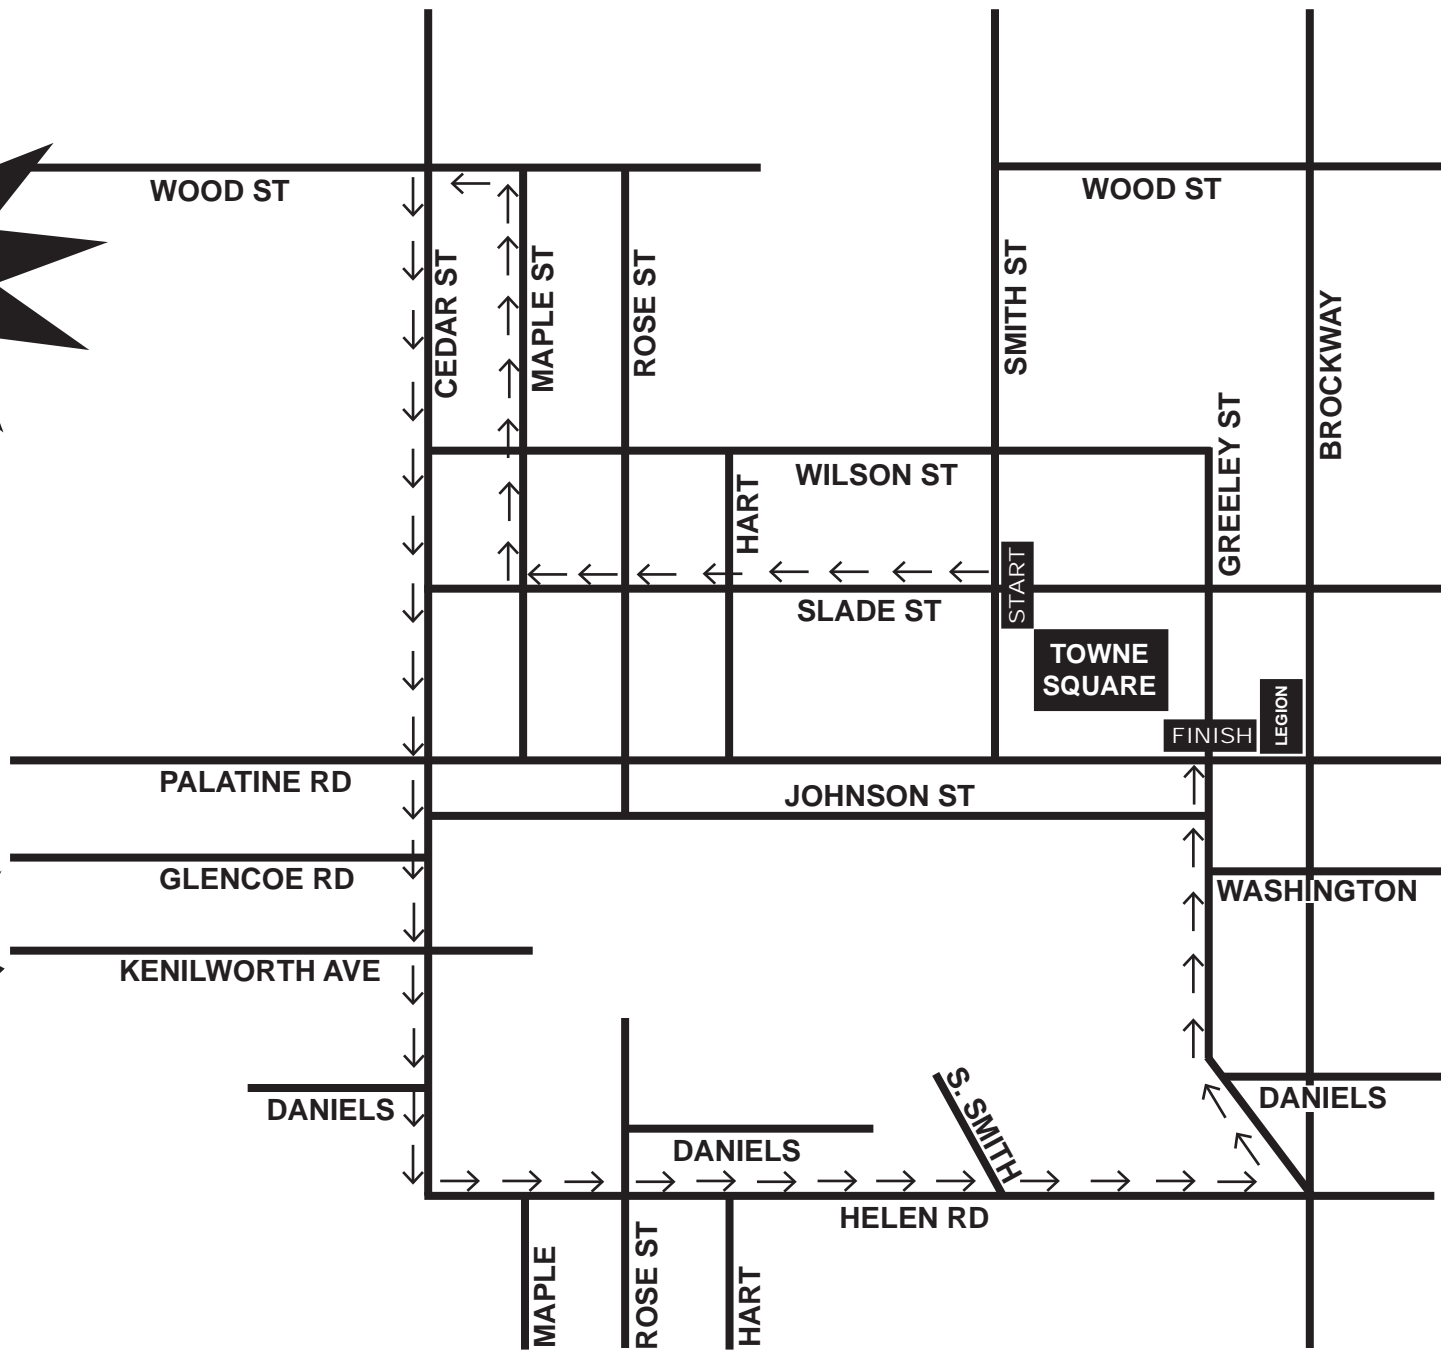 WOOD ST
WOOD ST
CEDAR ST
MAPLE ST
ROSE ST
SMITH ST
BROCKWAY
GREELEY ST
WILSON ST
HART
START
SLADE ST
TOWNE
SQUARE
LEGION
FINISH
PALATINE RD
JOHNSON ST
GLENCOE RD
WASHINGTON
KENILWORTH AVE
S. SMITH
DANIELS
DANIELS
DANIELS
HELEN RD
MAPLE
ROSE ST
HART